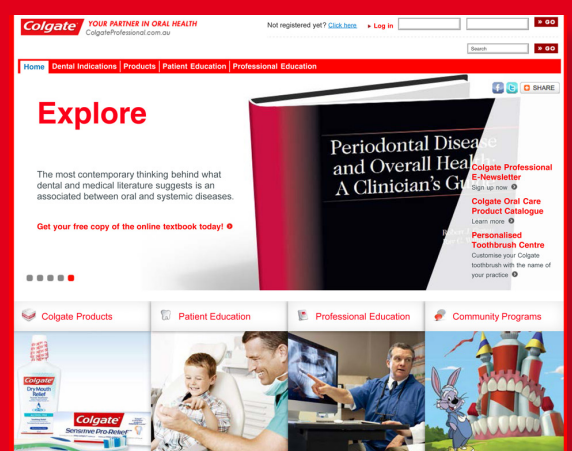 Colgate YOUR PARTNER IN ORAL HEALTH
ColgateProfessional.com.au
Not registered yet? Click here
Log in
GO
Search
GO
Home Dental Indications Products Patient Education Professional Education
SHARE
Explore
The most contemporary thinking behind what
dental and medical literature suggests is an
associated between oral and systemic diseases.
Get your free copy of the online textbook today!
Periodontal Disease
and Overall Health:
A Clinician's
Colgate Professional
E-Newsletter
Sign up now
Colgate Oral Care
Product Catalogue
Learn more
Personalised
Toothbrush Centre
Customise your Colgate
toothbrush with the name of
your practice
Colgate Products
Patient Education
Professional Education
Community Programs
Colgate
Dry Mouth
Relief
Colgate
Sensitive Pro-Relief